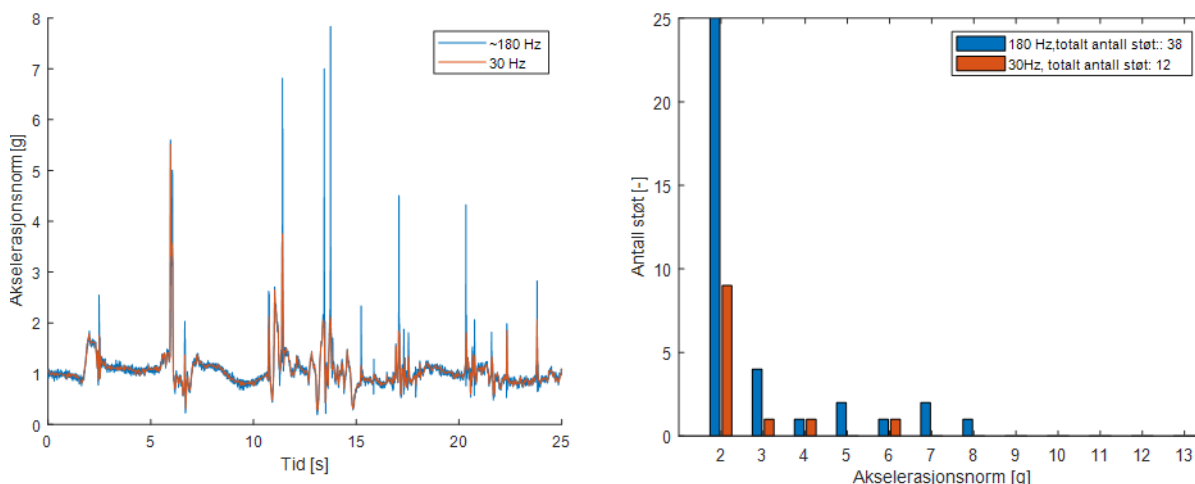 8
7
6
5
4
3
2
1
0
Akselerasjonsnorm [g]
~180 Hz
30 Hz
0 5 10 15 20 25
Tid [s]
25
20
15
10
5
0
Antall støt [-]
180 Hz,totalt antall støt:: 38
30Hz, totalt antall støt: 12
2 3 4 5 6 7 8 9 10 11 12 13
Akselerasjonsnorm [g]